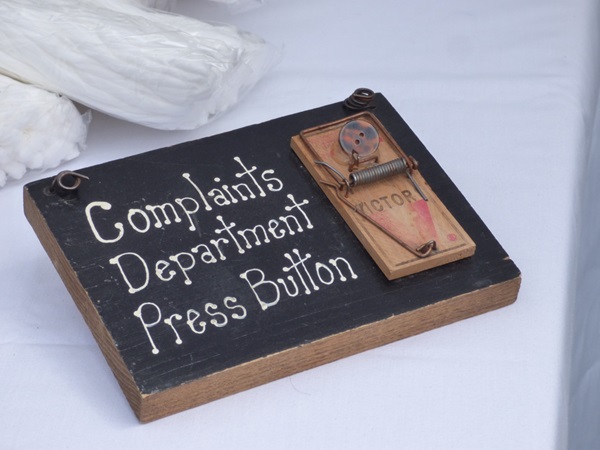 Complaints
Department
Press Button
VICTOR